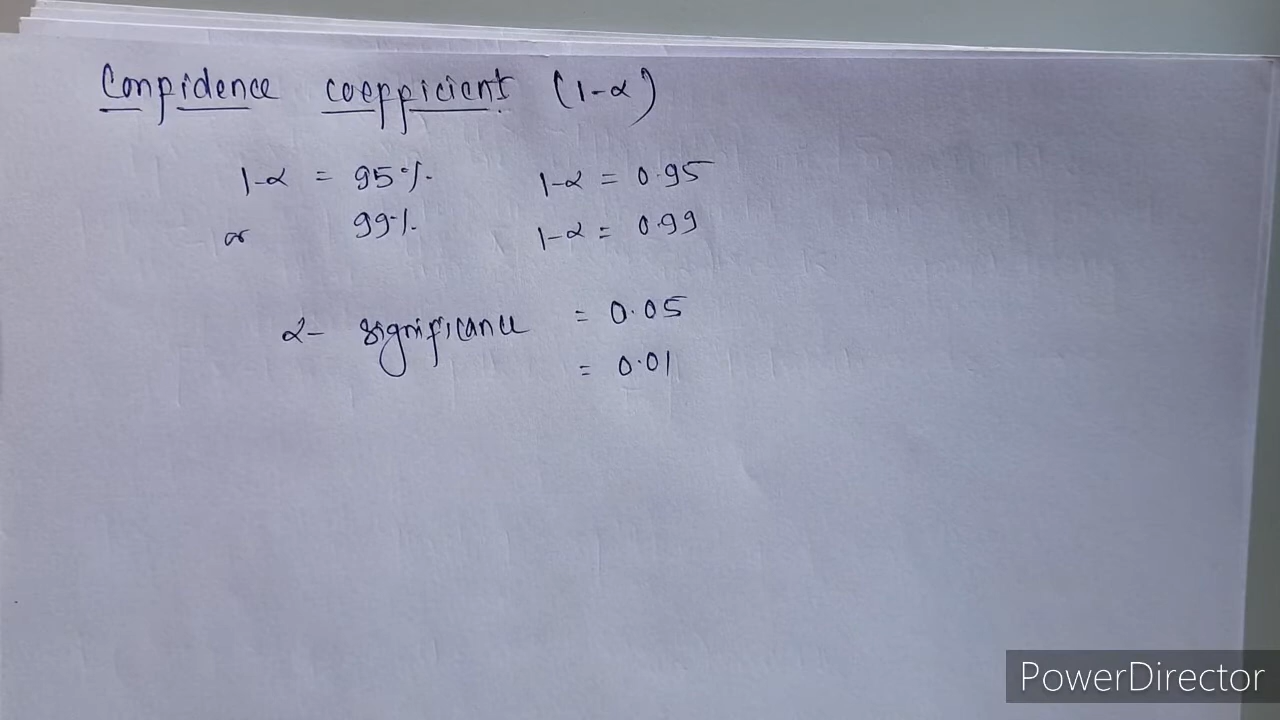 Confidence coefficient (1-α)
1-α = 95% 1-α = 0.95
or 99% 1-α = 0.99
α- significance = 0.05
= 0.01
PowerDirector